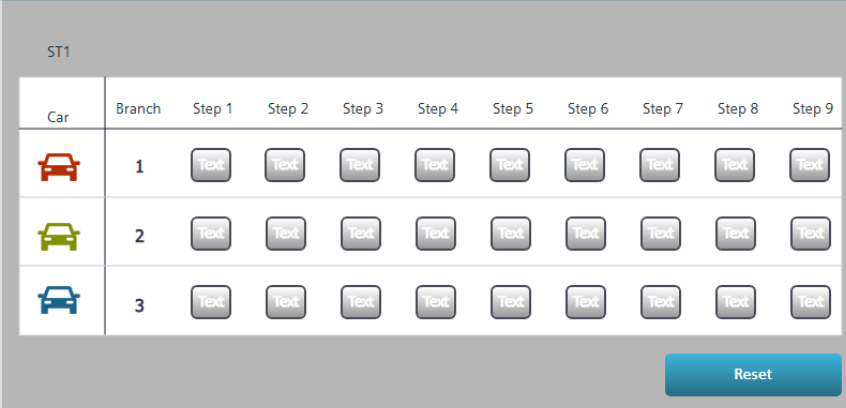 ST1
Car Branch Step 1 Step 2 Step 3 Step 4 Step 5 Step 6 Step 7 Step 8 Step 9
1 Text Text Text Text Text Text Text Text Text
2 Text Text Text Text Text Text Text Text Text
3 Text Text Text Text Text Text Text Text Text
Reset